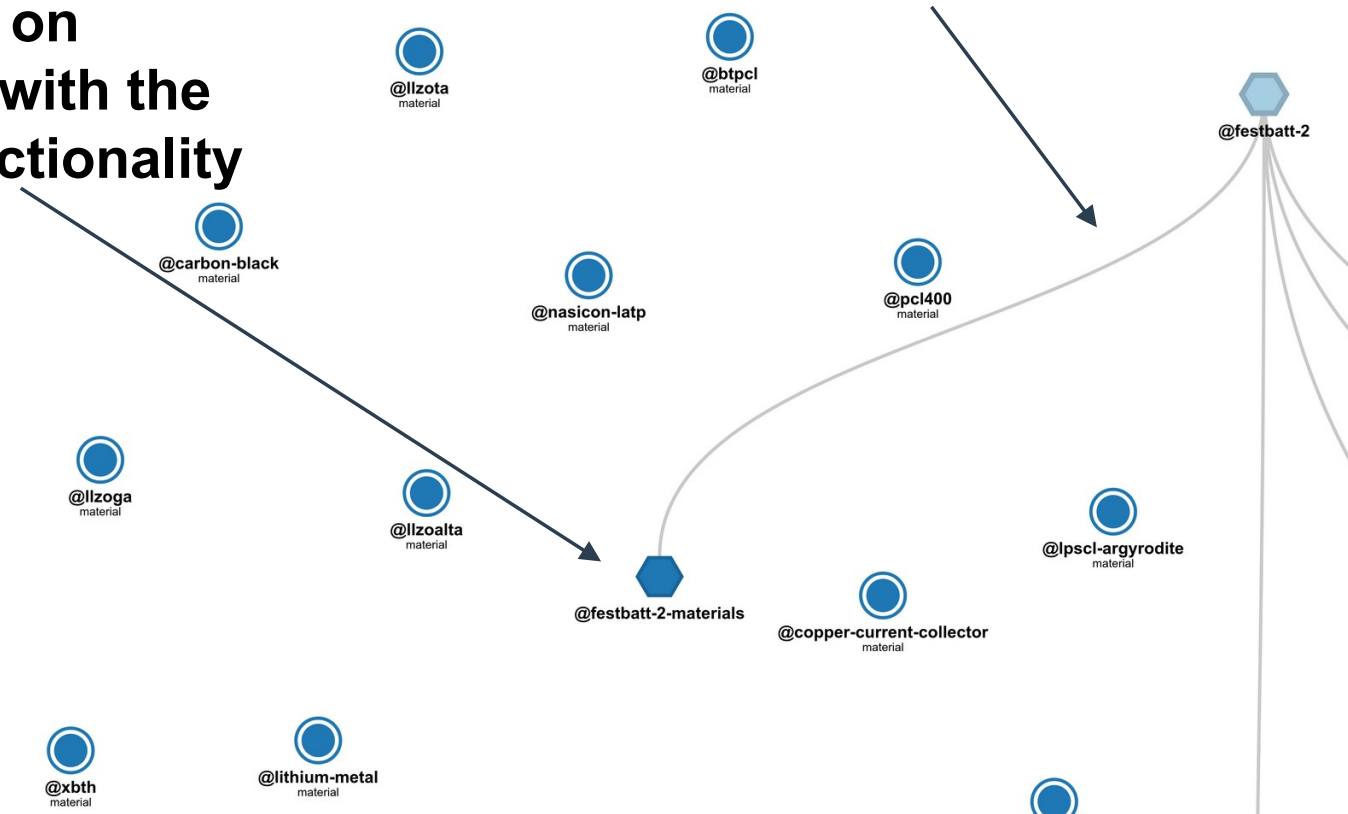 on
with the
ctionality
@llzota
material
@btpcl
material
@festbatt-2
@carbon-black
material
@nasicon-latp
material
@pcl400
material
@llzoga
material
@llzoalta
material
@lpscl-argyrodite
material
@festbatt-2-materials
@copper-current-collector
material
@xbth
material
@lithium-metal
material